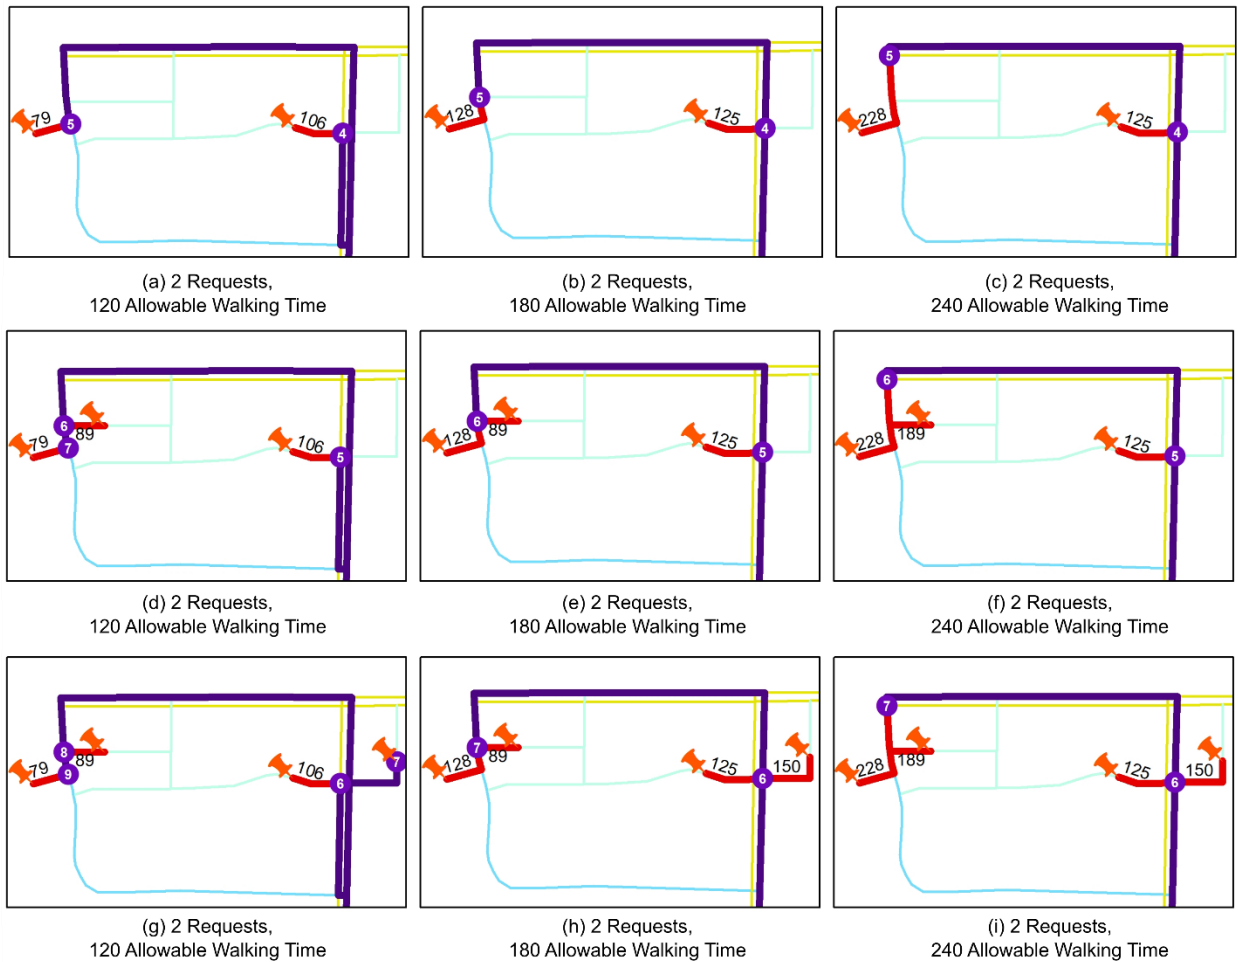 79
5
106
4
128
5
125
4
5
228
125
4
(a) 2 Requests,
120 Allowable Walking Time
(b) 2 Requests,
180 Allowable Walking Time
(c) 2 Requests,
240 Allowable Walking Time
6
89
79
7
106
5
6
89
128
125
5
6
189
228
125
5
(d) 2 Requests,
120 Allowable Walking Time
(e) 2 Requests,
180 Allowable Walking Time
(f) 2 Requests,
240 Allowable Walking Time
8
89
79
9
106
6
7
7
89
128
125
6
150
7
189
228
125
6
150
(g) 2 Requests,
120 Allowable Walking Time
(h) 2 Requests,
180 Allowable Walking Time
(i) 2 Requests,
240 Allowable Walking Time